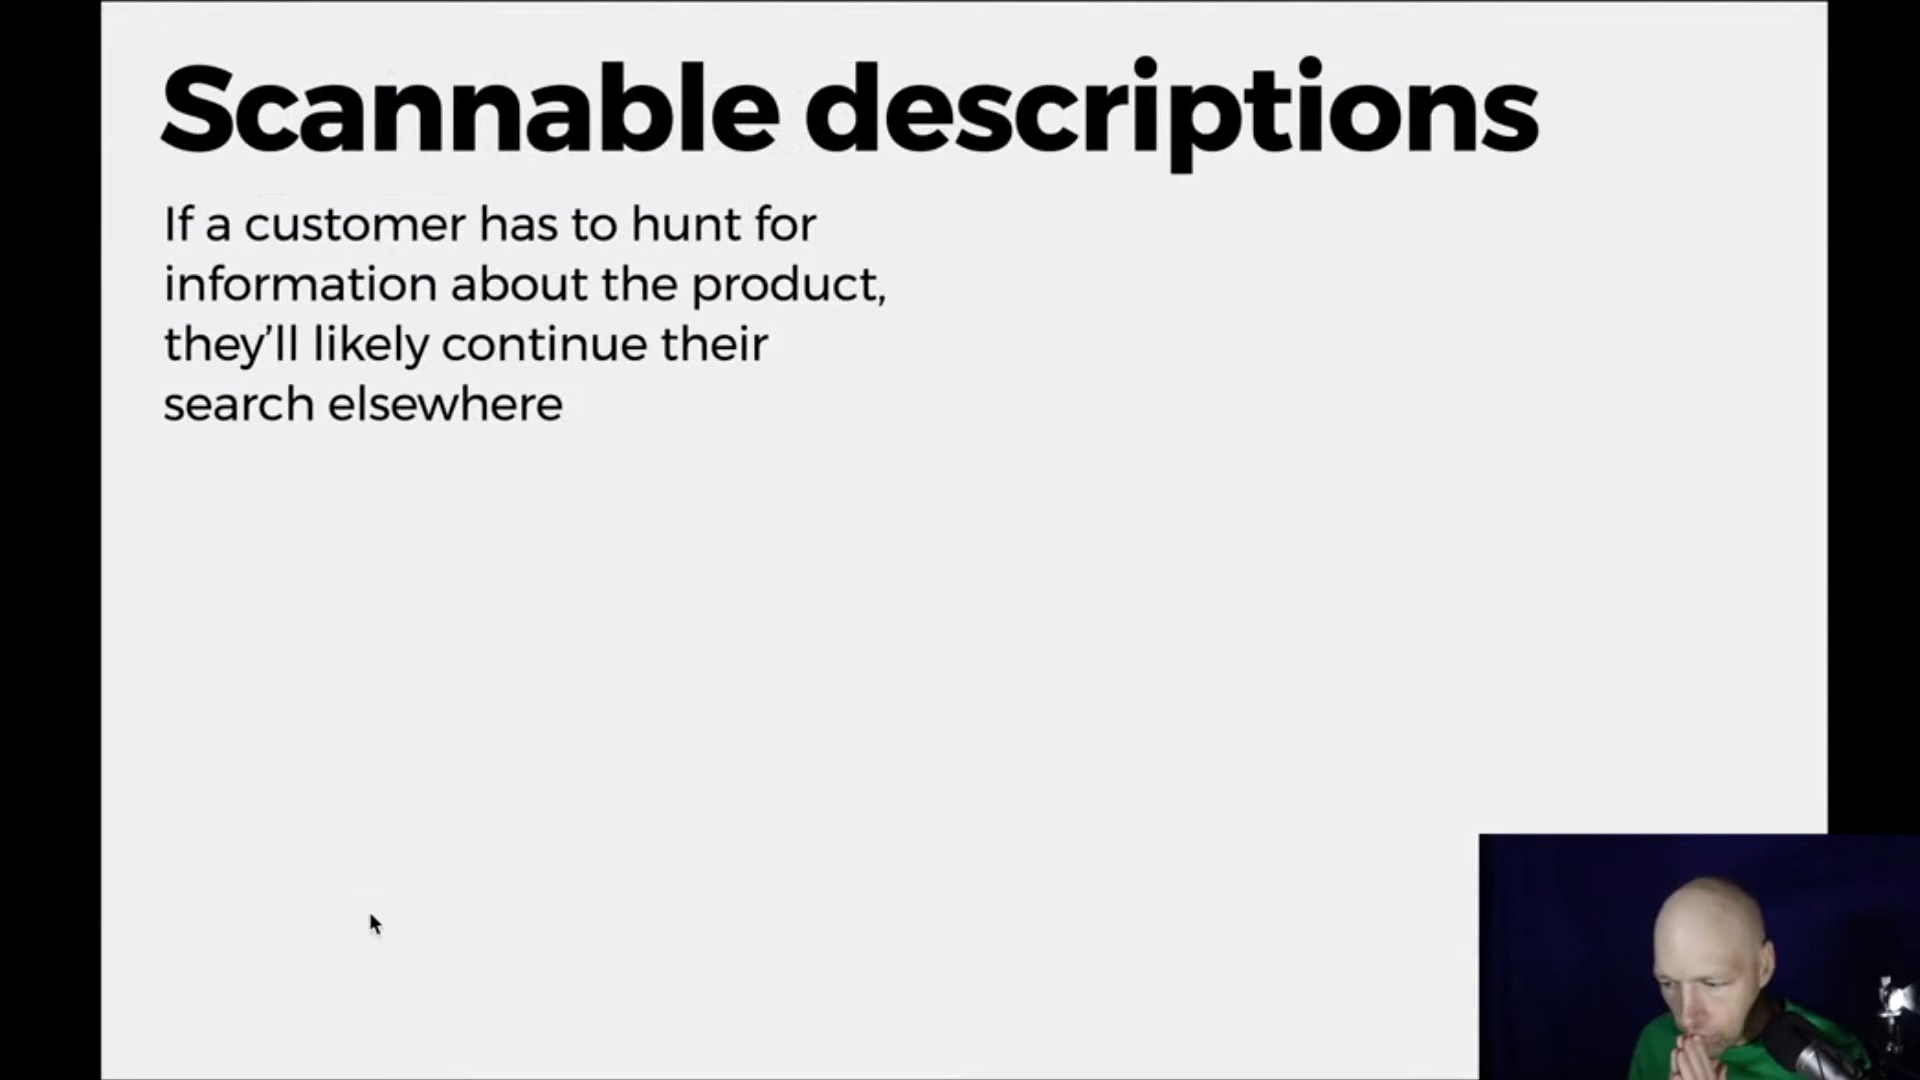 Scannable descriptions
If a customer has to hunt for
information about the product,
they’ll likely continue their
search elsewhere